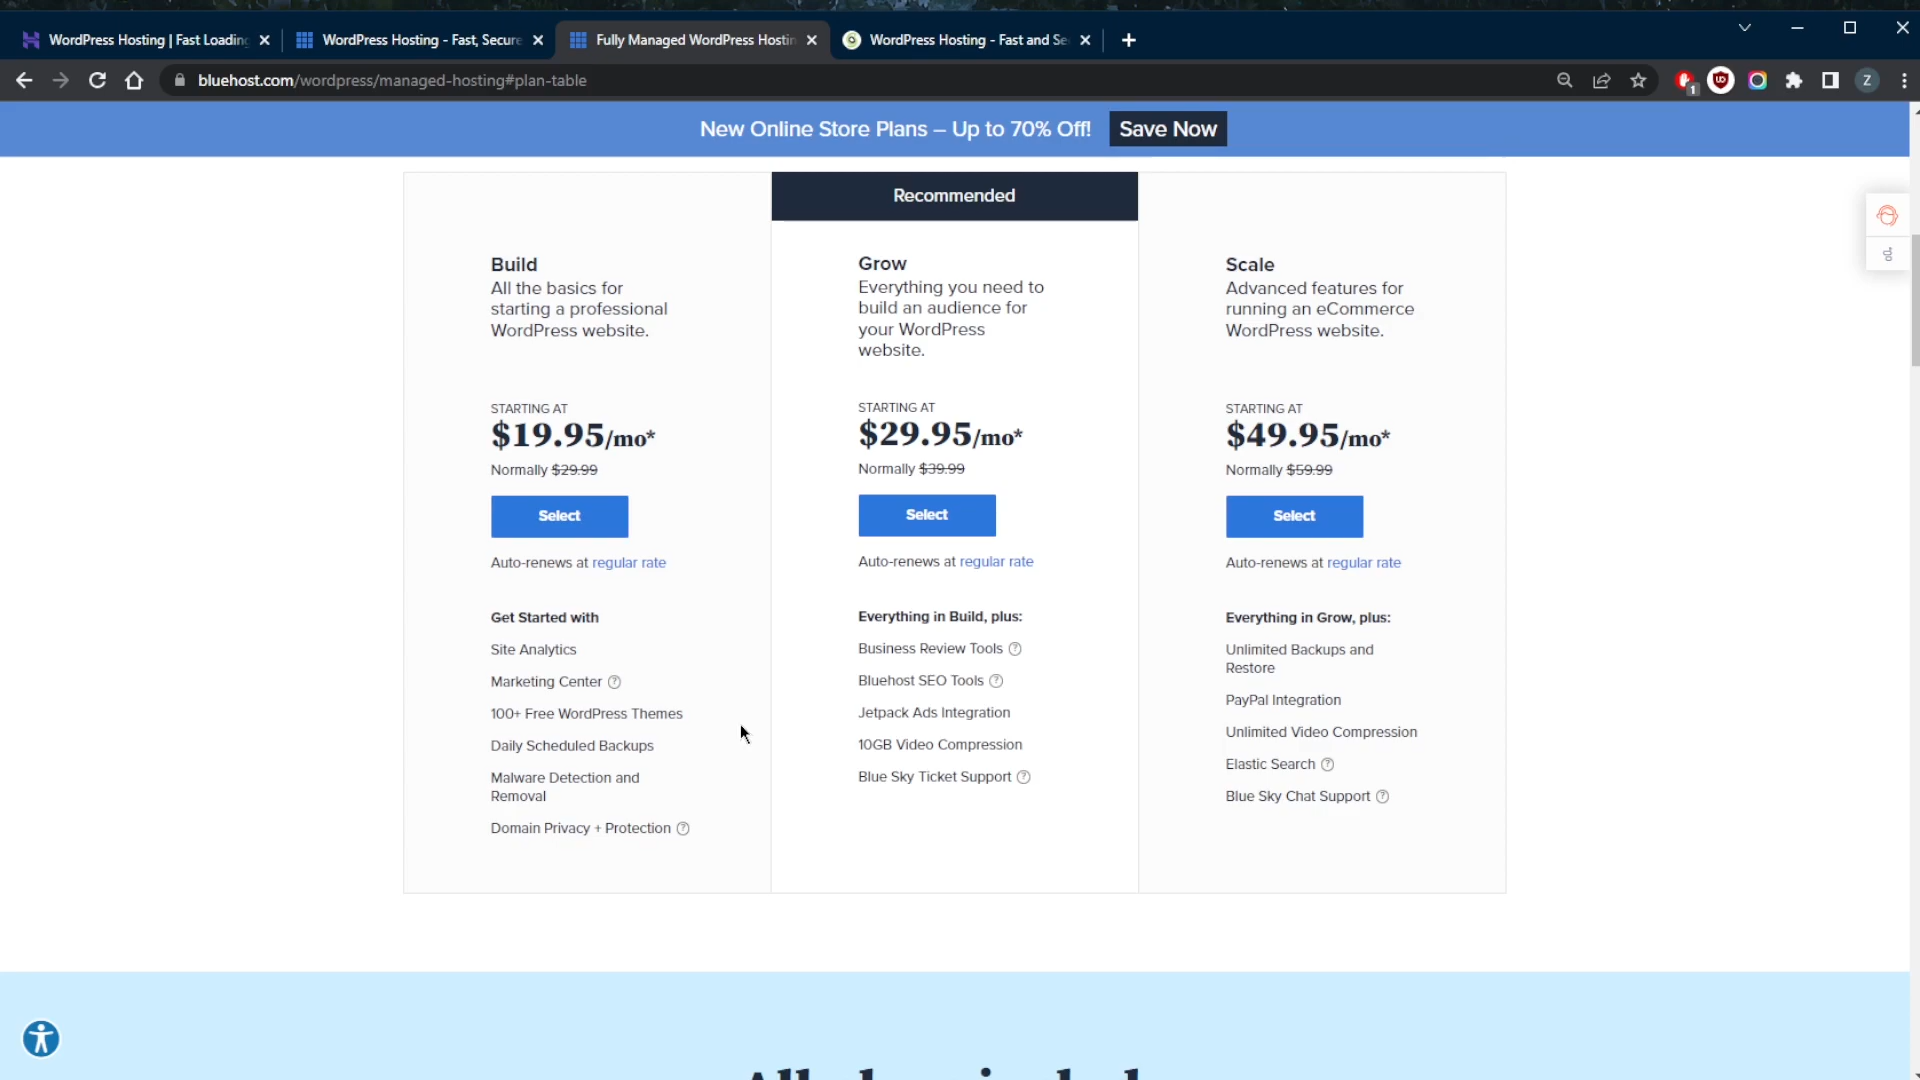 WordPress Hosting | Fast Loading
WordPress Hosting - Fast, Secure
Fully Managed WordPress Hostin
WordPress Hosting - Fast and Se
bluehost.com/wordpress/managed-hosting#plan-table
1
Z
New Online Store Plans – Up to 70% Off!
Save Now
Recommended
Build
All the basics for
starting a professional
WordPress website.
STARTING AT
$19.95/mo*
Normally $29.99
Select
Auto-renews at regular rate
Get Started with
Site Analytics
Marketing Center ?
100+ Free WordPress Themes
Daily Scheduled Backups
Malware Detection and
Removal
Domain Privacy + Protection ?
Grow
Everything you need to
build an audience for
your WordPress
website.
STARTING AT
$29.95/mo*
Normally $39.99
Select
Auto-renews at regular rate
Everything in Build, plus:
Business Review Tools ?
Bluehost SEO Tools ?
Jetpack Ads Integration
10GB Video Compression
Blue Sky Ticket Support ?
Scale
Advanced features for
running an eCommerce
WordPress website.
STARTING AT
$49.95/mo*
Normally $59.99
Select
Auto-renews at regular rate
Everything in Grow, plus:
Unlimited Backups and
Restore
PayPal Integration
Unlimited Video Compression
Elastic Search ?
Blue Sky Chat Support ?